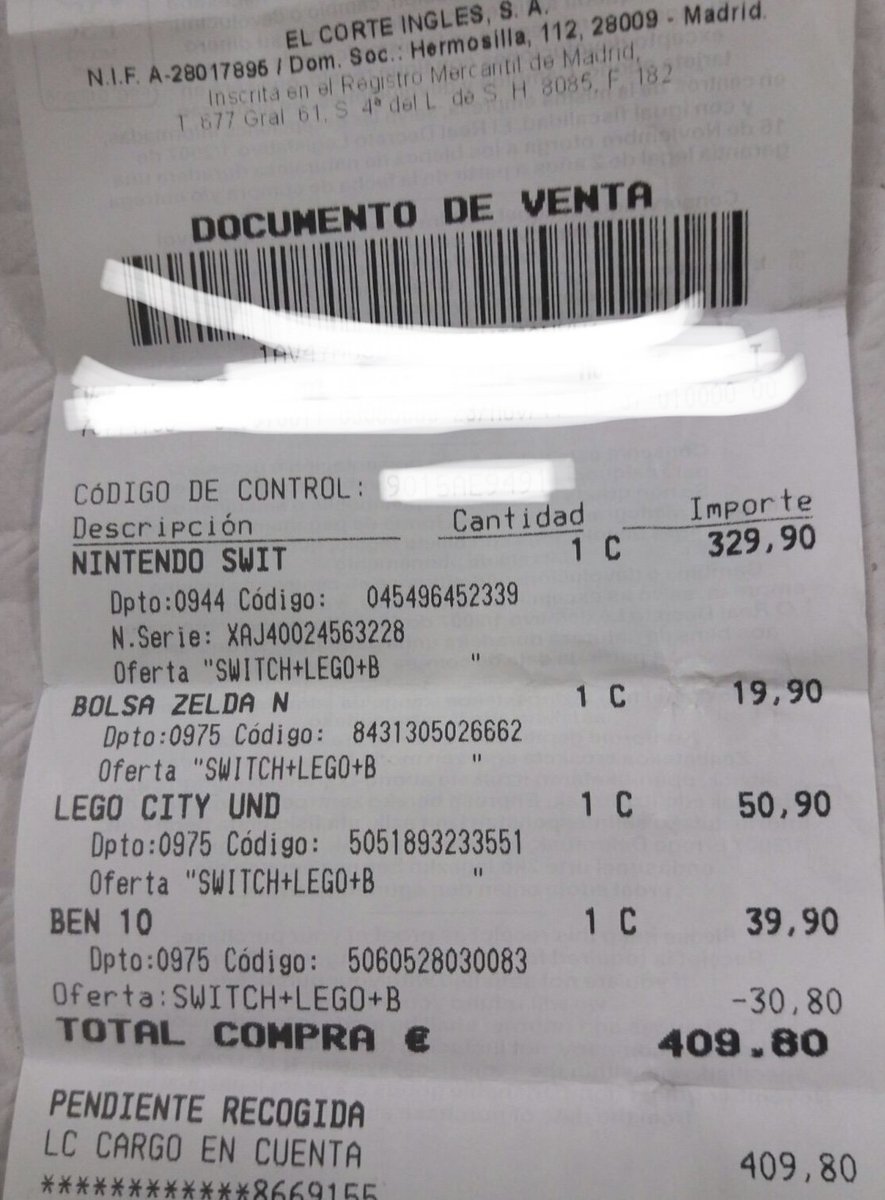 EL CORTE INGLES, S. A.
N.I.F. A-28017895 / Dom. Soc.: Hermosilla, 112, 28009 - Madrid.
Inscrita en el Registro Mercantil de Madrid,
T. 677 Gral 61, S 4ª del L de S H 8085, F 182
DOCUMENTO DE VENTA
CóDIGO DE CONTROL:
Descripción Cantidad Importe
NINTENDO SWIT 1 C 329,90
Dpto:0944 Código: 045496452339
N.Serie: XAJ40024563228
Oferta "SWITCH+LEGO+B "
BOLSA ZELDA N 1 C 19,90
Dpto:0975 Código: 8431305026662
Oferta "SWITCH+LEGO+B "
LEGO CITY UND 1 C 50,90
Dpto:0975 Código: 5051893233551
Oferta "SWITCH+LEGO+B "
BEN 10 1 C 39,90
Dpto:0975 Código: 5060528030083
Oferta:SWITCH+LEGO+B -30,80
TOTAL COMPRA € 409.80
PENDIENTE RECOGIDA
LC CARGO EN CUENTA 409,80
************8669155